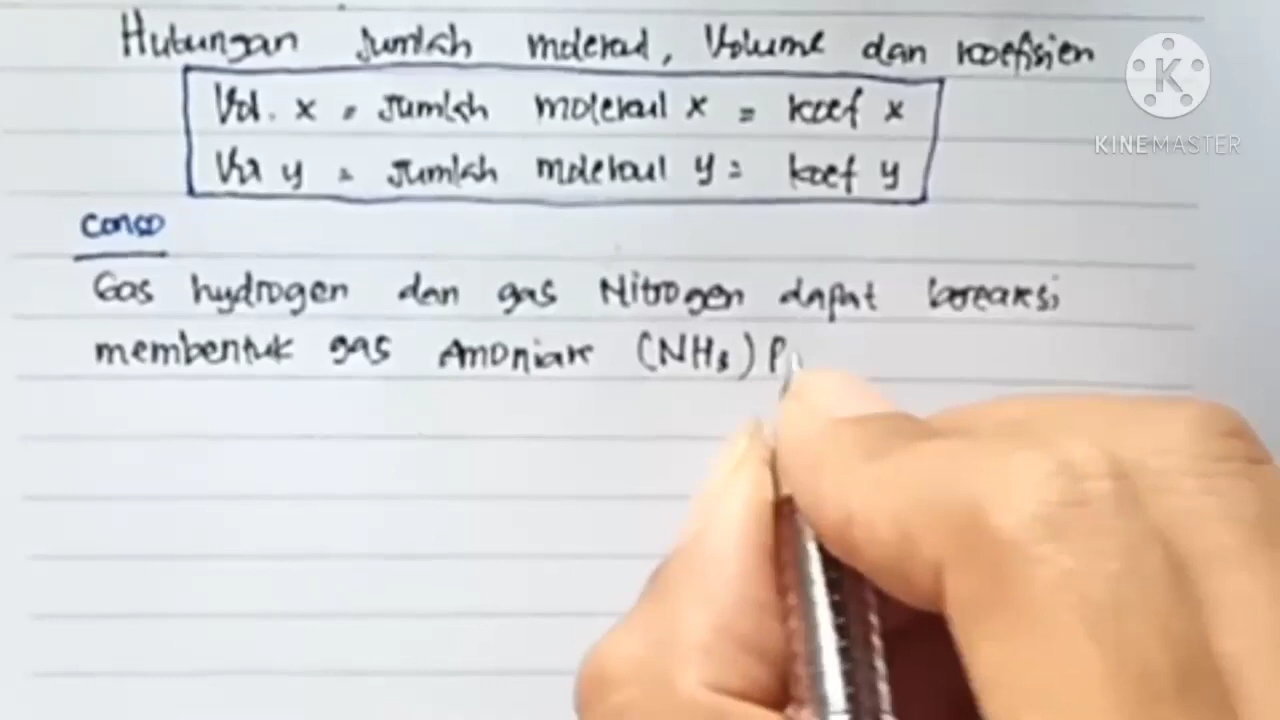 Hubungan Jumlah molekul, Volume dan koefisien
Vol. x = Jumlah molekul x = koef x
Vol y = Jumlah molekul y = koef y
Gas hydrogen dan gas Nitrogen dapat bereaksi
membentuk gas Amoniak (NH3) P
KINEMASTER